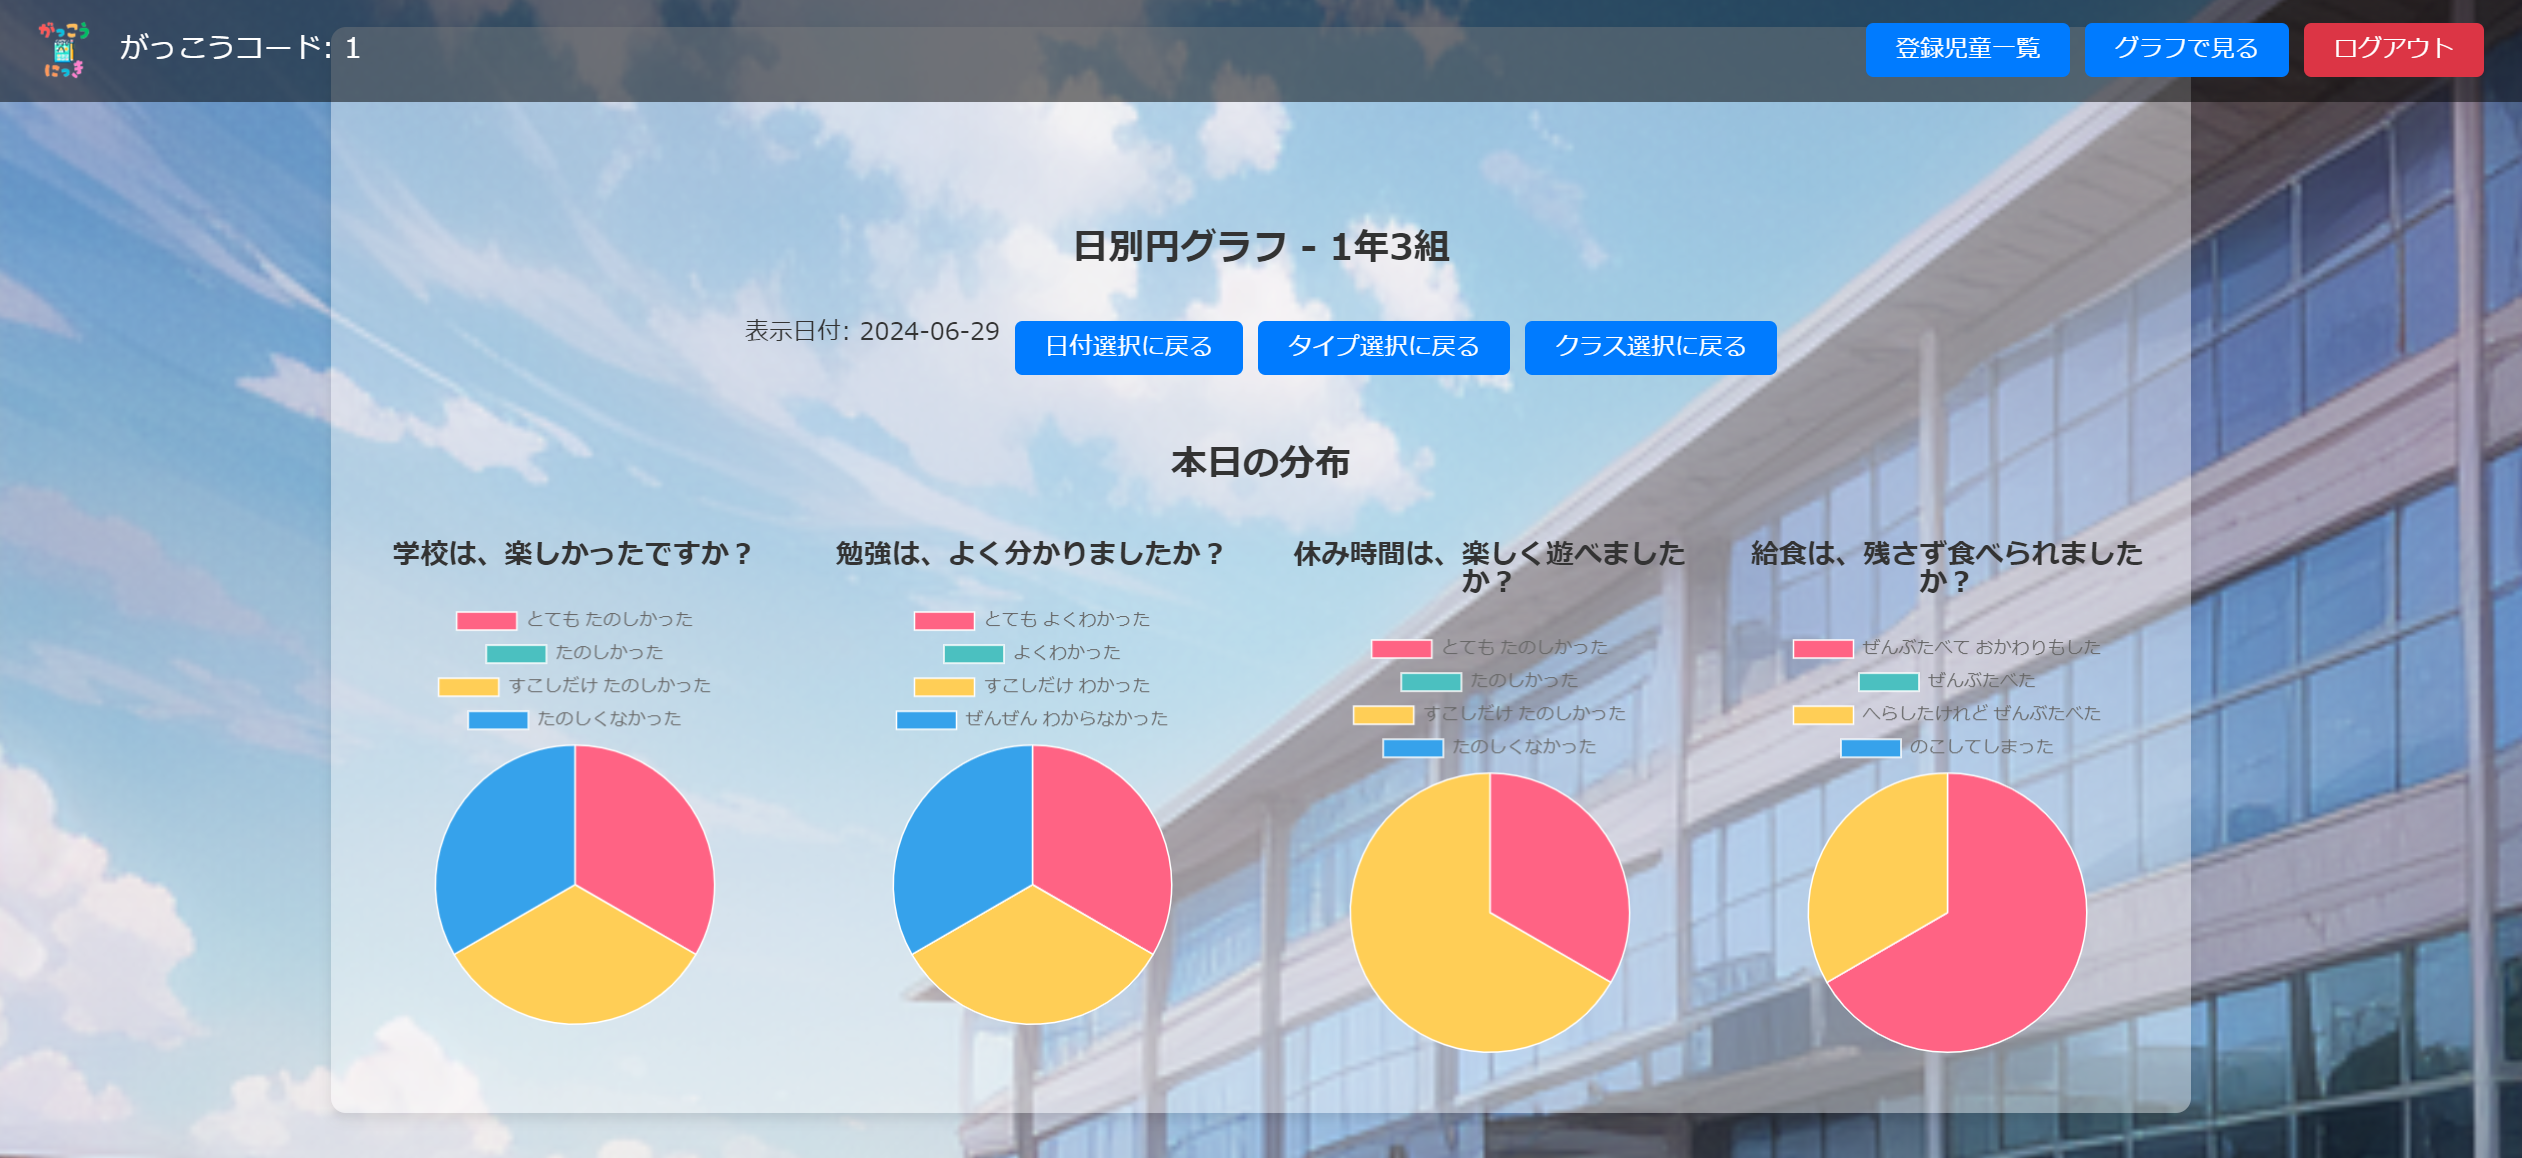 がっこう
にっき
がっこうコード: 1
登録児童一覧
グラフで見る
ログアウト
日別円グラフ - 1年3組
表示日付: 2024-06-29
日付選択に戻る
タイプ選択に戻る
クラス選択に戻る
本日の分布
学校は、楽しかったですか？
とても たのしかった
たのしかった
すこしだけ たのしかった
たのしくなかった
勉強は、よく分かりましたか？
とても よくわかった
よくわかった
すこしだけ わかった
ぜんぜん わからなかった
休み時間は、楽しく遊べました
か？
とても たのしかった
たのしかった
すこしだけ たのしかった
たのしくなかった
給食は、残さず食べられました
か？
ぜんぶたべて おかわりもした
ぜんぶたべた
へらしたけれど ぜんぶたべた
のこしてしまった